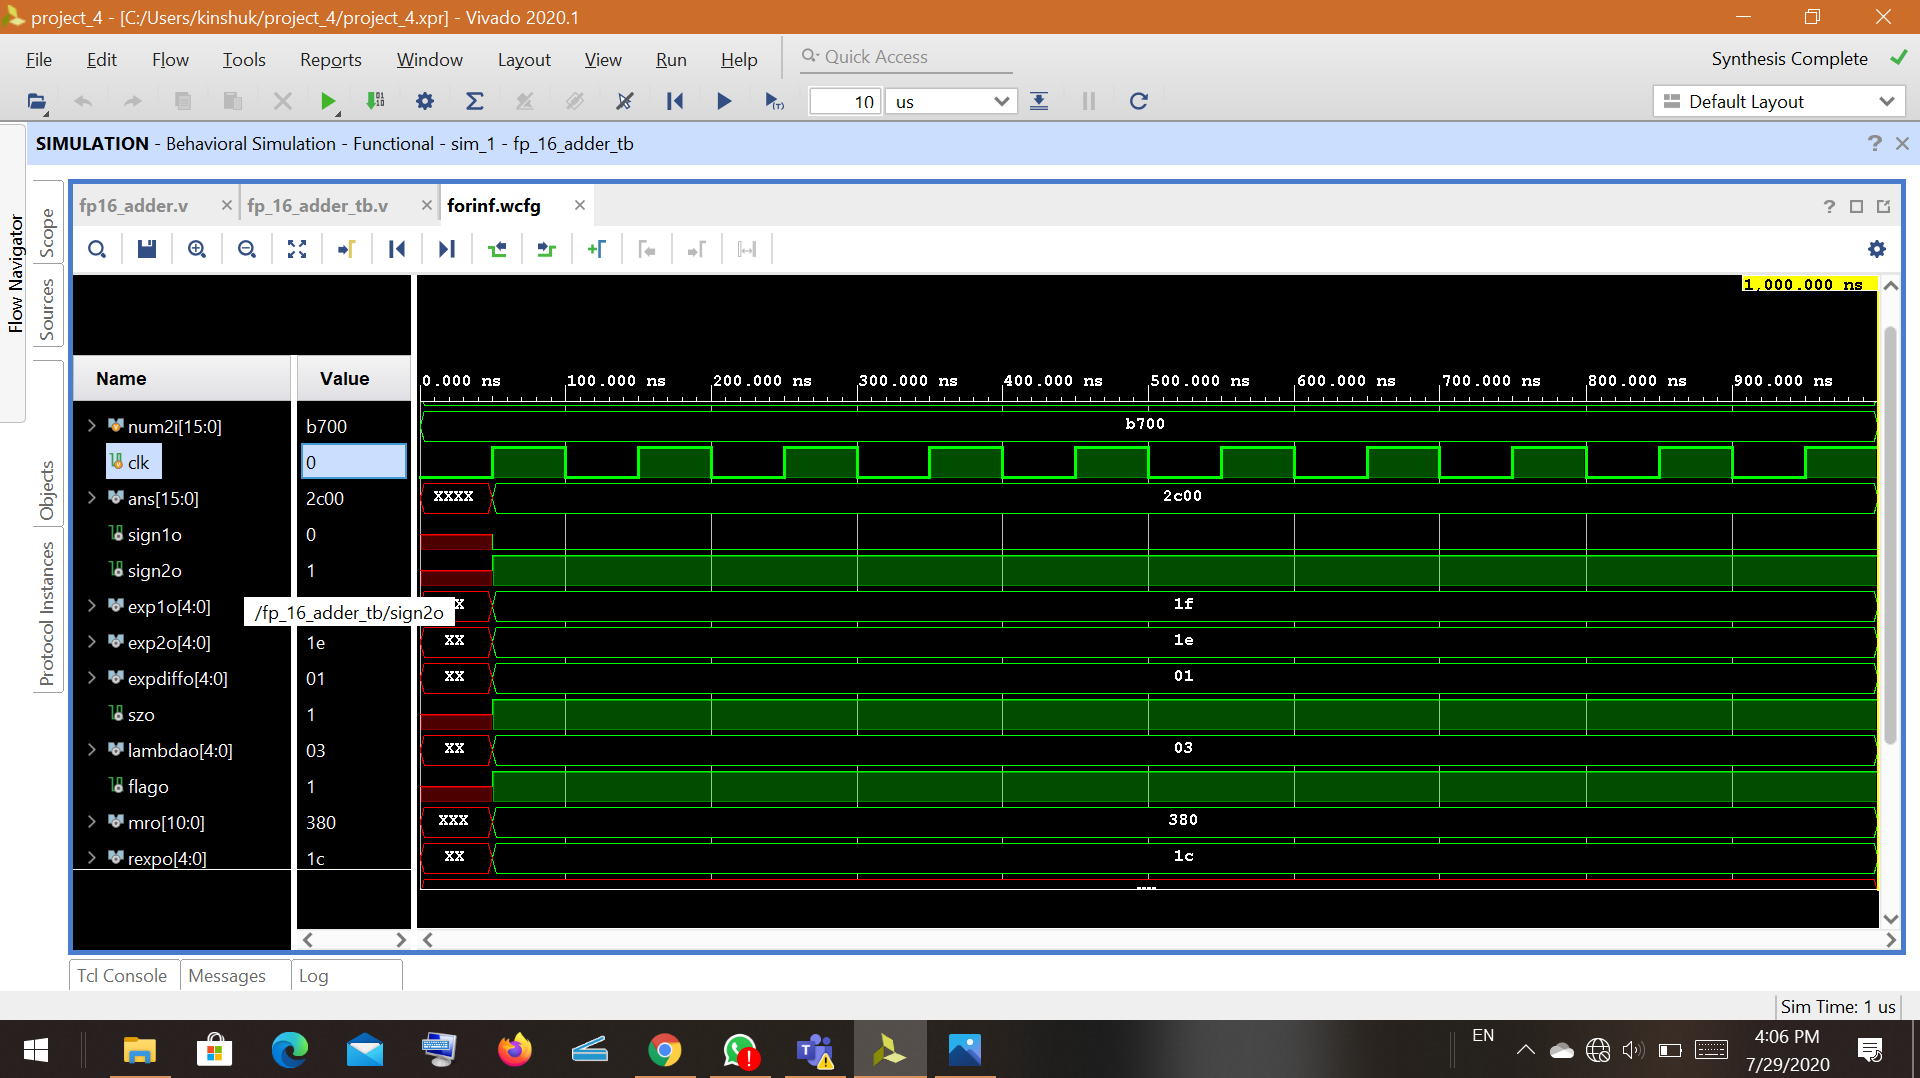 project_4 - [C:/Users/kinshuk/project_4/project_4.xpr] - Vivado 2020.1
File Edit Flow Tools Reports Window Layout View Run Help Quick Access
Synthesis Complete
10 us
Default Layout
SIMULATION - Behavioral Simulation - Functional - sim_1 - fp_16_adder_tb
Flow Navigator
Scope
Sources
Objects
Protocol Instances
fp16_adder.v fp_16_adder_tb.v forinf.wcfg
1,000.000 ns
Name Value
0.000 ns 100.000 ns 200.000 ns 300.000 ns 400.000 ns 500.000 ns 600.000 ns 700.000 ns 800.000 ns 900.000 ns
num2i[15:0] b700 b700
clk 0
ans[15:0] 2c00 XXXX 2c00
sign1o 0
sign2o 1
exp1o[4:0] 1f
/fp_16_adder_tb/sign2o
exp2o[4:0] 1e XX 1e
expdiffo[4:0] 01 XX 01
szo 1
lambdao[4:0] 03 XX 03
flago 1
mro[10:0] 380 XXX 380
rexpo[4:0] 1c XX 1c
Tcl Console Messages Log
Sim Time: 1 us
EN
4:06 PM
7/29/2020